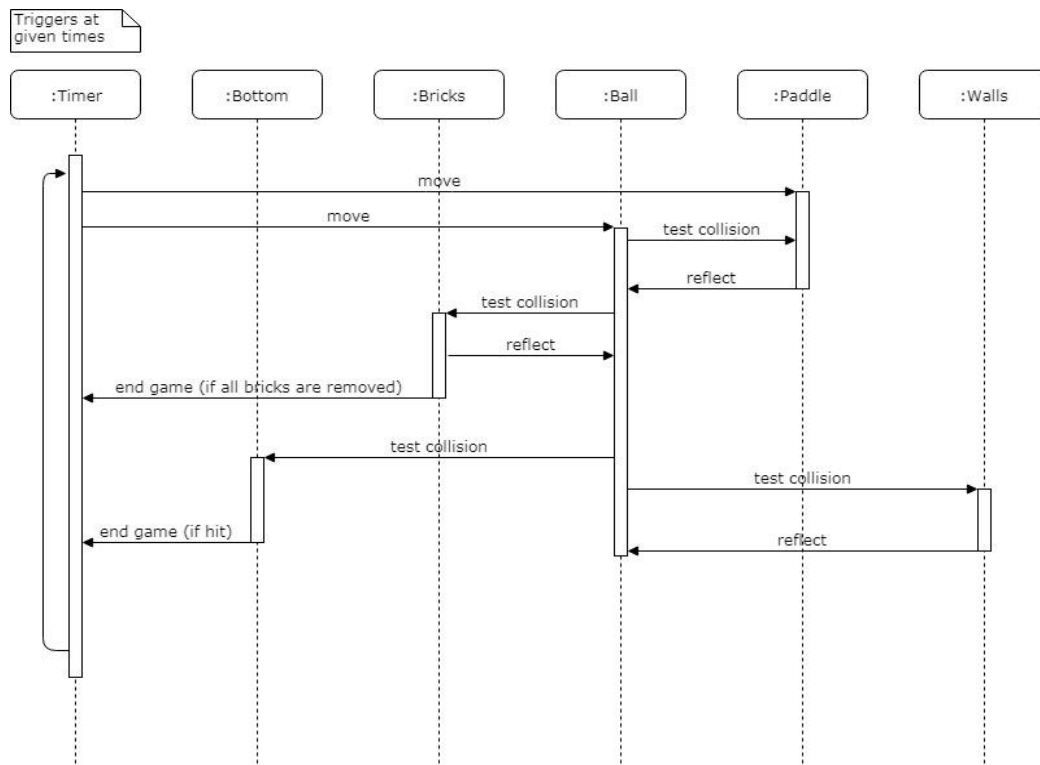 Triggers at
given times
:Timer
:Bottom
:Bricks
:Ball
:Paddle
:Walls
move
move
test collision
reflect
test collision
reflect
end game (if all bricks are removed)
test collision
test collision
end game (if hit)
reflect